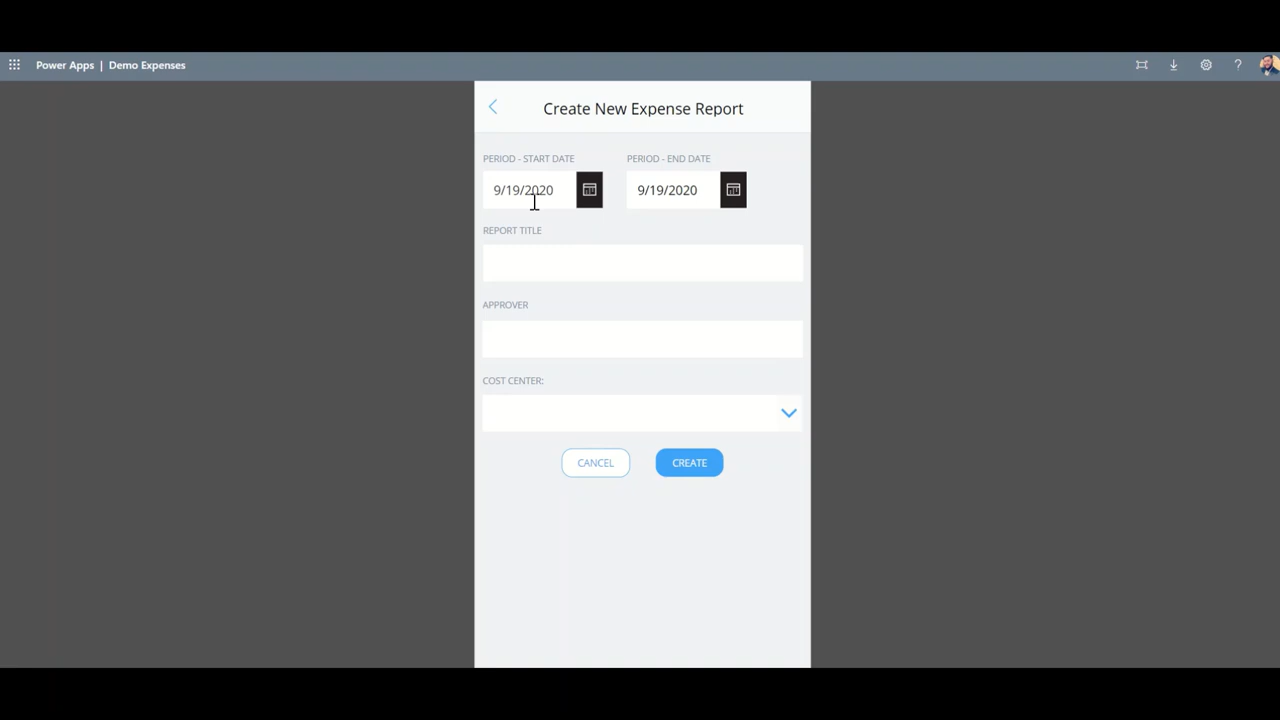 Power Apps | Demo Expenses
?
Create New Expense Report
PERIOD - START DATE
PERIOD - END DATE
9/19/2020
9/19/2020
REPORT TITLE
APPROVER
COST CENTER:
CANCEL
CREATE